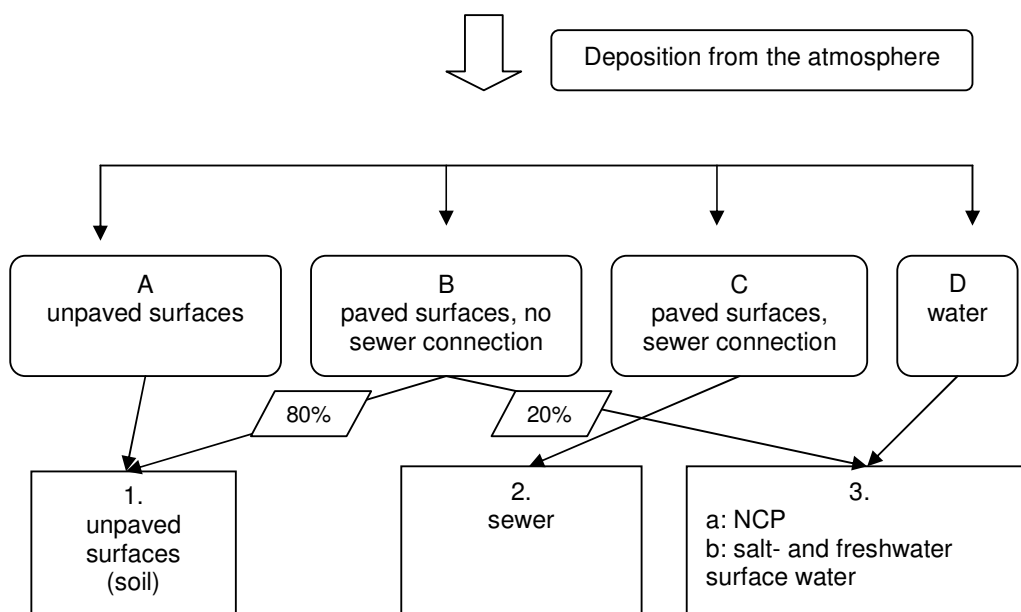 Deposition from the atmosphere
A
unpaved surfaces
B
paved surfaces, no
sewer connection
C
paved surfaces,
sewer connection
D
water
80%
20%
1.
unpaved
surfaces
(soil)
2.
sewer
3.
a: NCP
b: salt- and freshwater
surface water